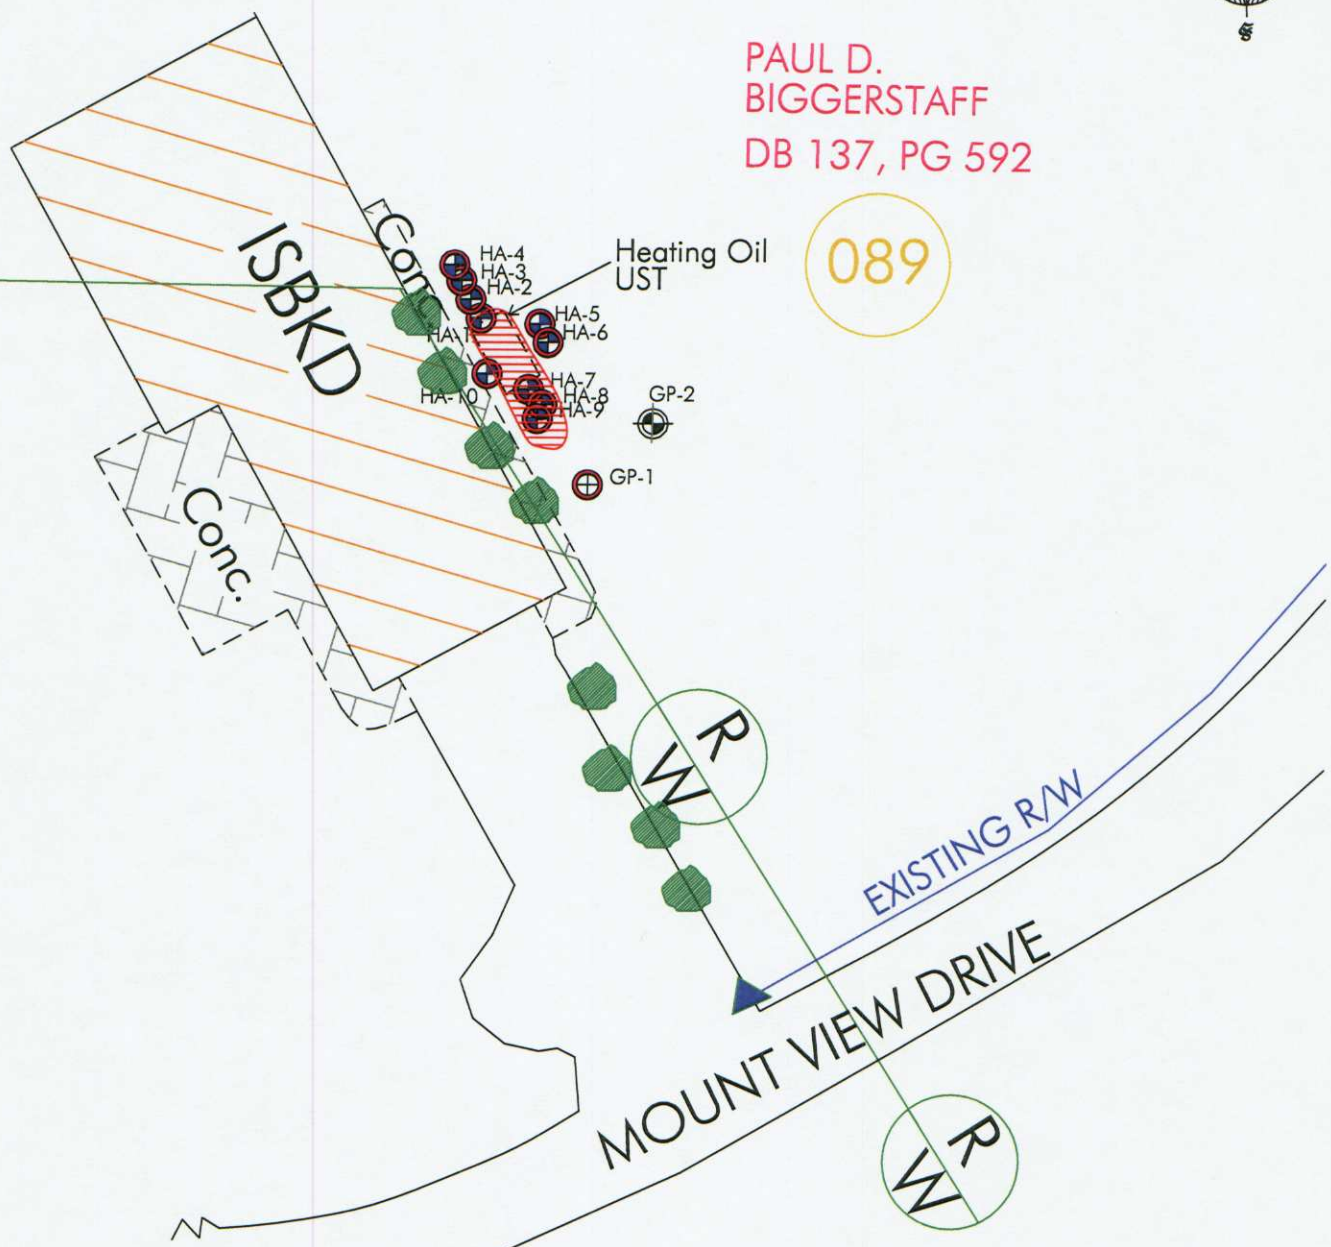 PAUL D.
BIGGERSTAFF
DB 137, PG 592
089
Heating Oil
UST
HA-4
HA-3
HA-2
HA-1
HA-5
HA-6
HA-7
HA-8
HA-9
HA-10
GP-2
GP-1
ISBKD
Conc.
R
W
EXISTING R/W
MOUNT VIEW DRIVE
R
W